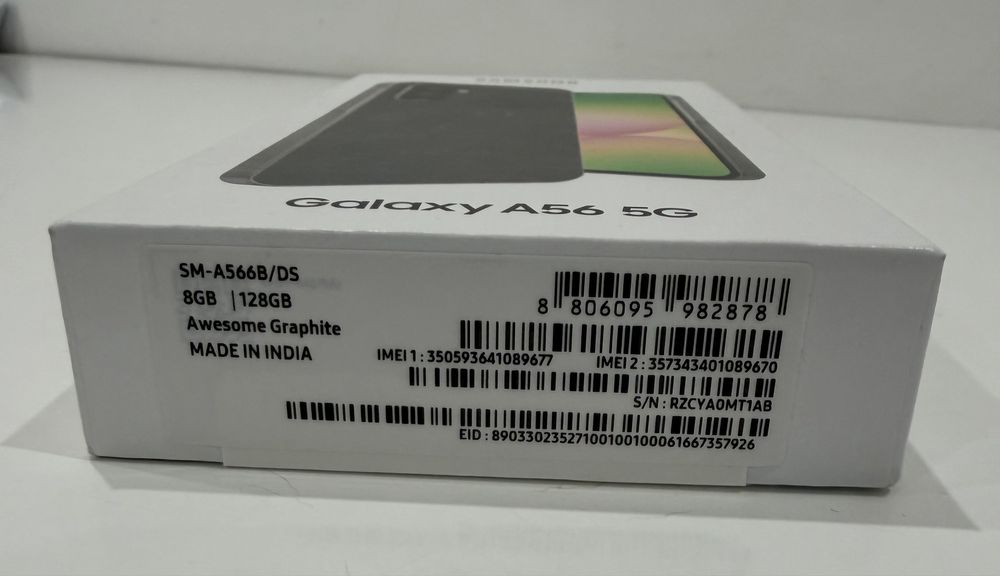 SAMSUNG
Galaxy A56 5G
SM-A566B/DS
8GB | 128GB
Awesome Graphite
MADE IN INDIA
8 806095 982878
IMEI 1 : 350593641089677 IMEI 2 : 357343401089670
S/N : RZCYA0MT1AB
EID : 89033023527100100100061667357926